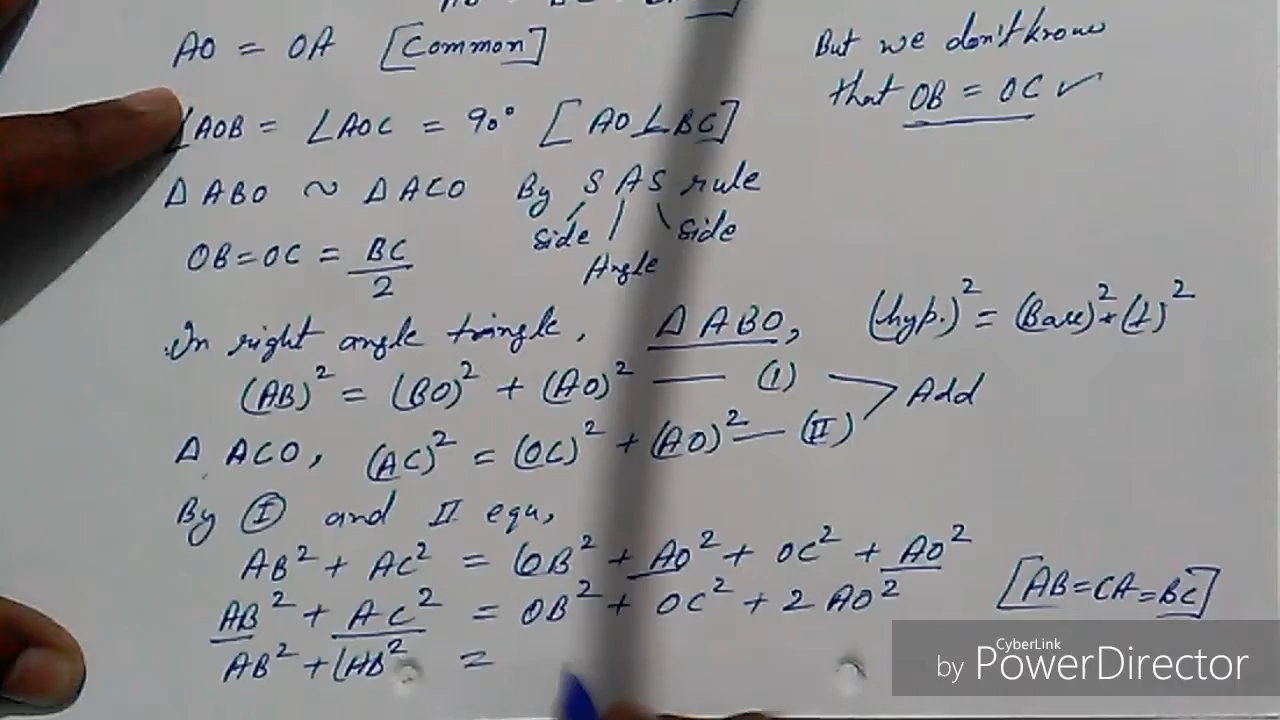 AO = OA [Common]
But we don't know
that OB = OC ✓
∠AOB = ∠AOC = 90° [AO⊥BC]
Δ ABO ~ Δ ACO By SAS rule
side Angle side
OB = OC = BC/2
In right angle triangle, Δ ABO, (hyp.)² = (Base)² + (⊥)²
(AB)² = (BO)² + (AO)² — (1)
Add
Δ ACO, (AC)² = (OC)² + (AO)² — (II)
By (I) and II equ,
AB² + AC² = OB² + AO² + OC² + AO²
AB² + AC² = OB² + OC² + 2 AO² [AB = CA = BC]
AB² + (AB² =
CyberLink
by PowerDirector